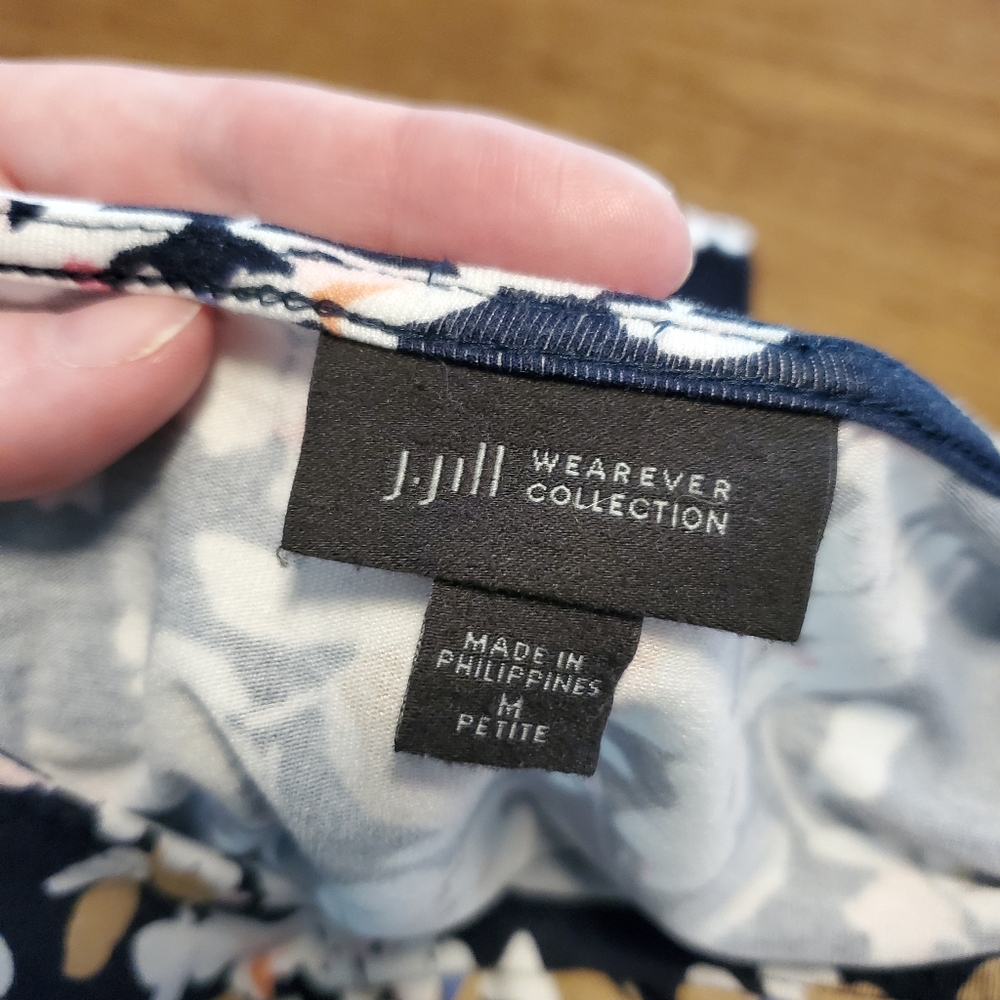 J.Jill WEAREVER
COLLECTION
MADE IN
PHILIPPINES
M
PETITE